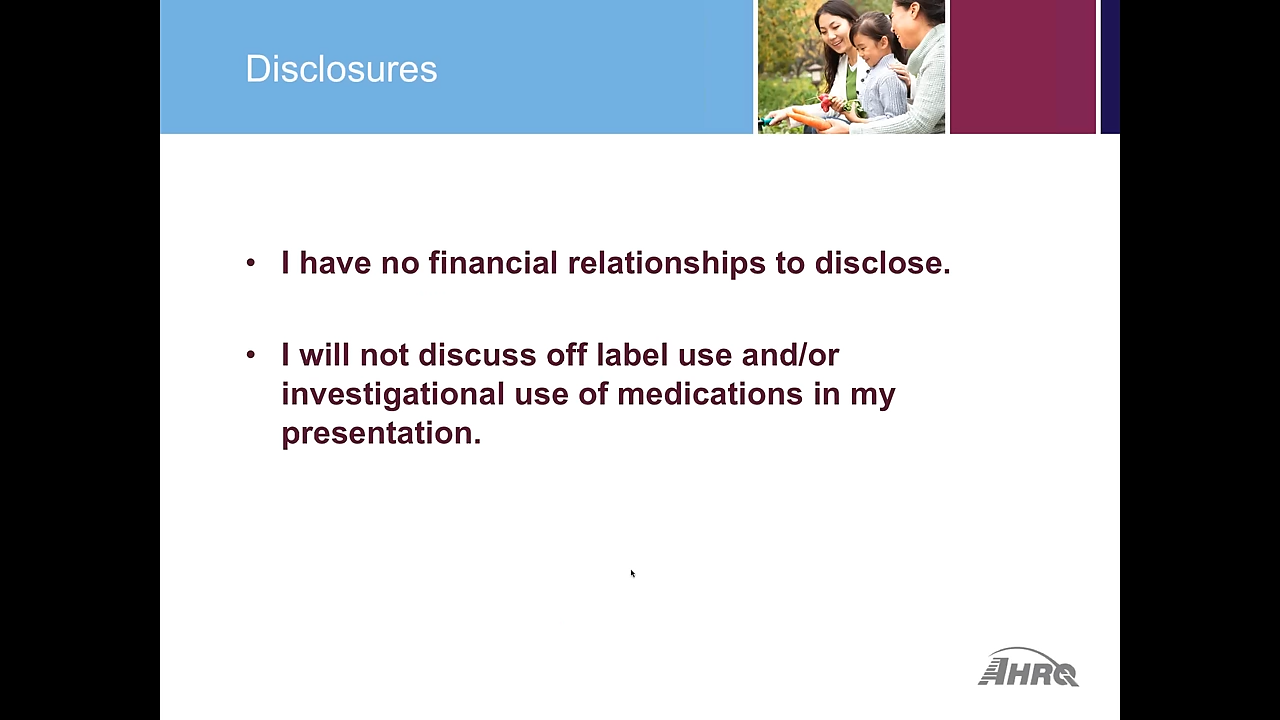 Disclosures
• I have no financial relationships to disclose.
• I will not discuss off label use and/or
investigational use of medications in my
presentation.
AHRQ